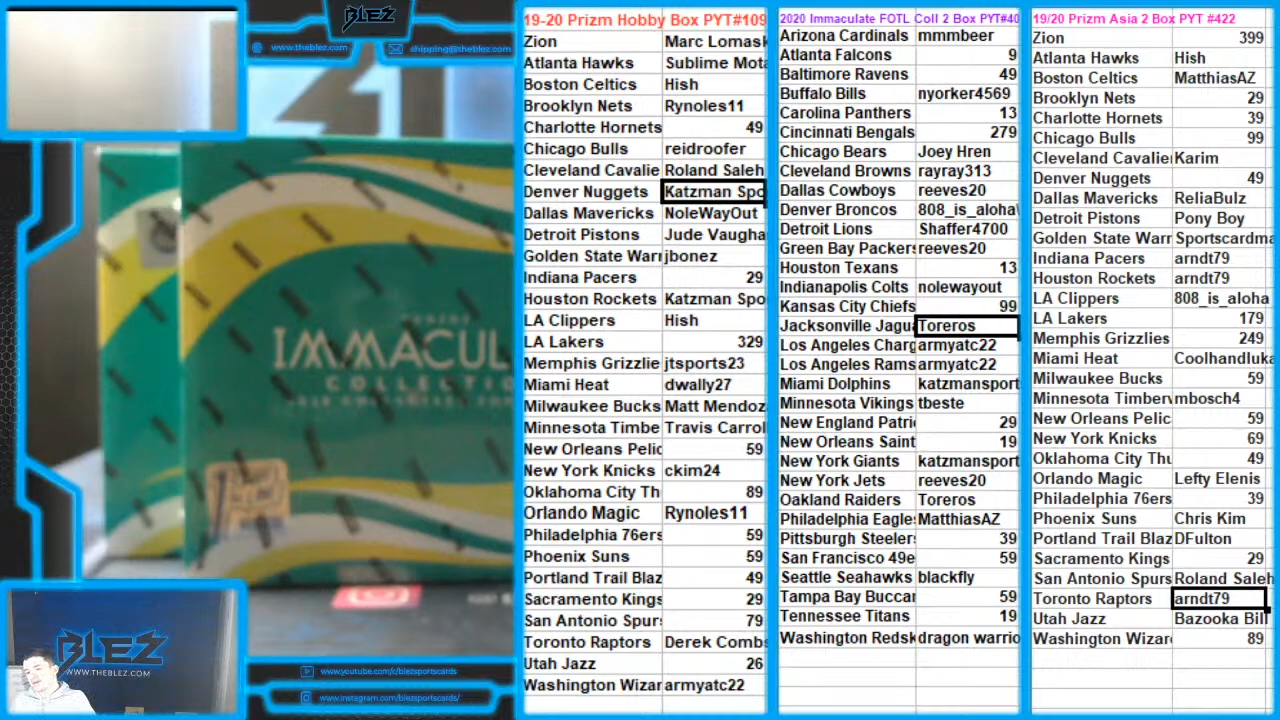 BLEZ
www.theblez.com
shipping@theblez.com
IMMACUL
COLLECTI
BLEZ
WWW.THEBLEZ.COM
www.youtube.com/c/blezsportscards
www.instagram.com/blezsportscards/
19-20 Prizm Hobby Box PYT#109
Zion Marc Lomask
Atlanta Hawks Sublime Mota
Boston Celtics Hish
Brooklyn Nets Rynoles11
Charlotte Hornets 49
Chicago Bulls reidroofer
Cleveland Cavalie Roland Saleh
Denver Nuggets Katzman Spo
Dallas Mavericks NoleWayOut
Detroit Pistons Jude Vaugha
Golden State Warr jbonez
Indiana Pacers 29
Houston Rockets Katzman Spo
LA Clippers Hish
LA Lakers 329
Memphis Grizzlie jtsports23
Miami Heat dwally27
Milwaukee Bucks Matt Mendoz
Minnesota Timbe Travis Carrol
New Orleans Pelic 59
New York Knicks ckim24
Oklahoma City Th 89
Orlando Magic Rynoles11
Philadelphia 76ers 59
Phoenix Suns 59
Portland Trail Blaz 49
Sacramento Kings 29
San Antonio Spurs 79
Toronto Raptors Derek Combs
Utah Jazz 26
Washington Wizar armyatc22
2020 Immaculate FOTL Coll 2 Box PYT#40
Arizona Cardinals mmmbeer
Atlanta Falcons 9
Baltimore Ravens 49
Buffalo Bills nyorker4569
Carolina Panthers 13
Cincinnati Bengals 279
Chicago Bears Joey Hren
Cleveland Browns rayray313
Dallas Cowboys reeves20
Denver Broncos 808_is_aloha
Detroit Lions Shaffer4700
Green Bay Packers reeves20
Houston Texans 13
Indianapolis Colts nolewayout
Kansas City Chiefs 99
Jacksonville Jagua Toreros
Los Angeles Charg armyatc22
Los Angeles Rams armyatc22
Miami Dolphins katzmansport
Minnesota Vikings tbeste
New England Patri 29
New Orleans Saint 19
New York Giants katzmansport
New York Jets reeves20
Oakland Raiders Toreros
Philadelphia Eagles MatthiasAZ
Pittsburgh Steelers 39
San Francisco 49e 59
Seattle Seahawks blackfly
Tampa Bay Buccar 59
Tennessee Titans 19
Washington Redsk dragon warrio
19/20 Prizm Asia 2 Box PYT #422
Zion 399
Atlanta Hawks Hish
Boston Celtics MatthiasAZ
Brooklyn Nets 29
Charlotte Hornets 39
Chicago Bulls 99
Cleveland Cavalier Karim
Denver Nuggets 49
Dallas Mavericks ReliaBulz
Detroit Pistons Pony Boy
Golden State Warr Sportscardma
Indiana Pacers arndt79
Houston Rockets arndt79
LA Clippers 808_is_aloha
LA Lakers 179
Memphis Grizzlies 249
Miami Heat Coolhandluka
Milwaukee Bucks 59
Minnesota Timberv mbosch4
New Orleans Pelic 59
New York Knicks 69
Oklahoma City Thu 49
Orlando Magic Lefty Elenis
Philadelphia 76ers 39
Phoenix Suns Chris Kim
Portland Trail Blaz DFulton
Sacramento Kings 29
San Antonio Spurs Roland Saleh
Toronto Raptors arndt79
Utah Jazz Bazooka Bill
Washington Wizar 89